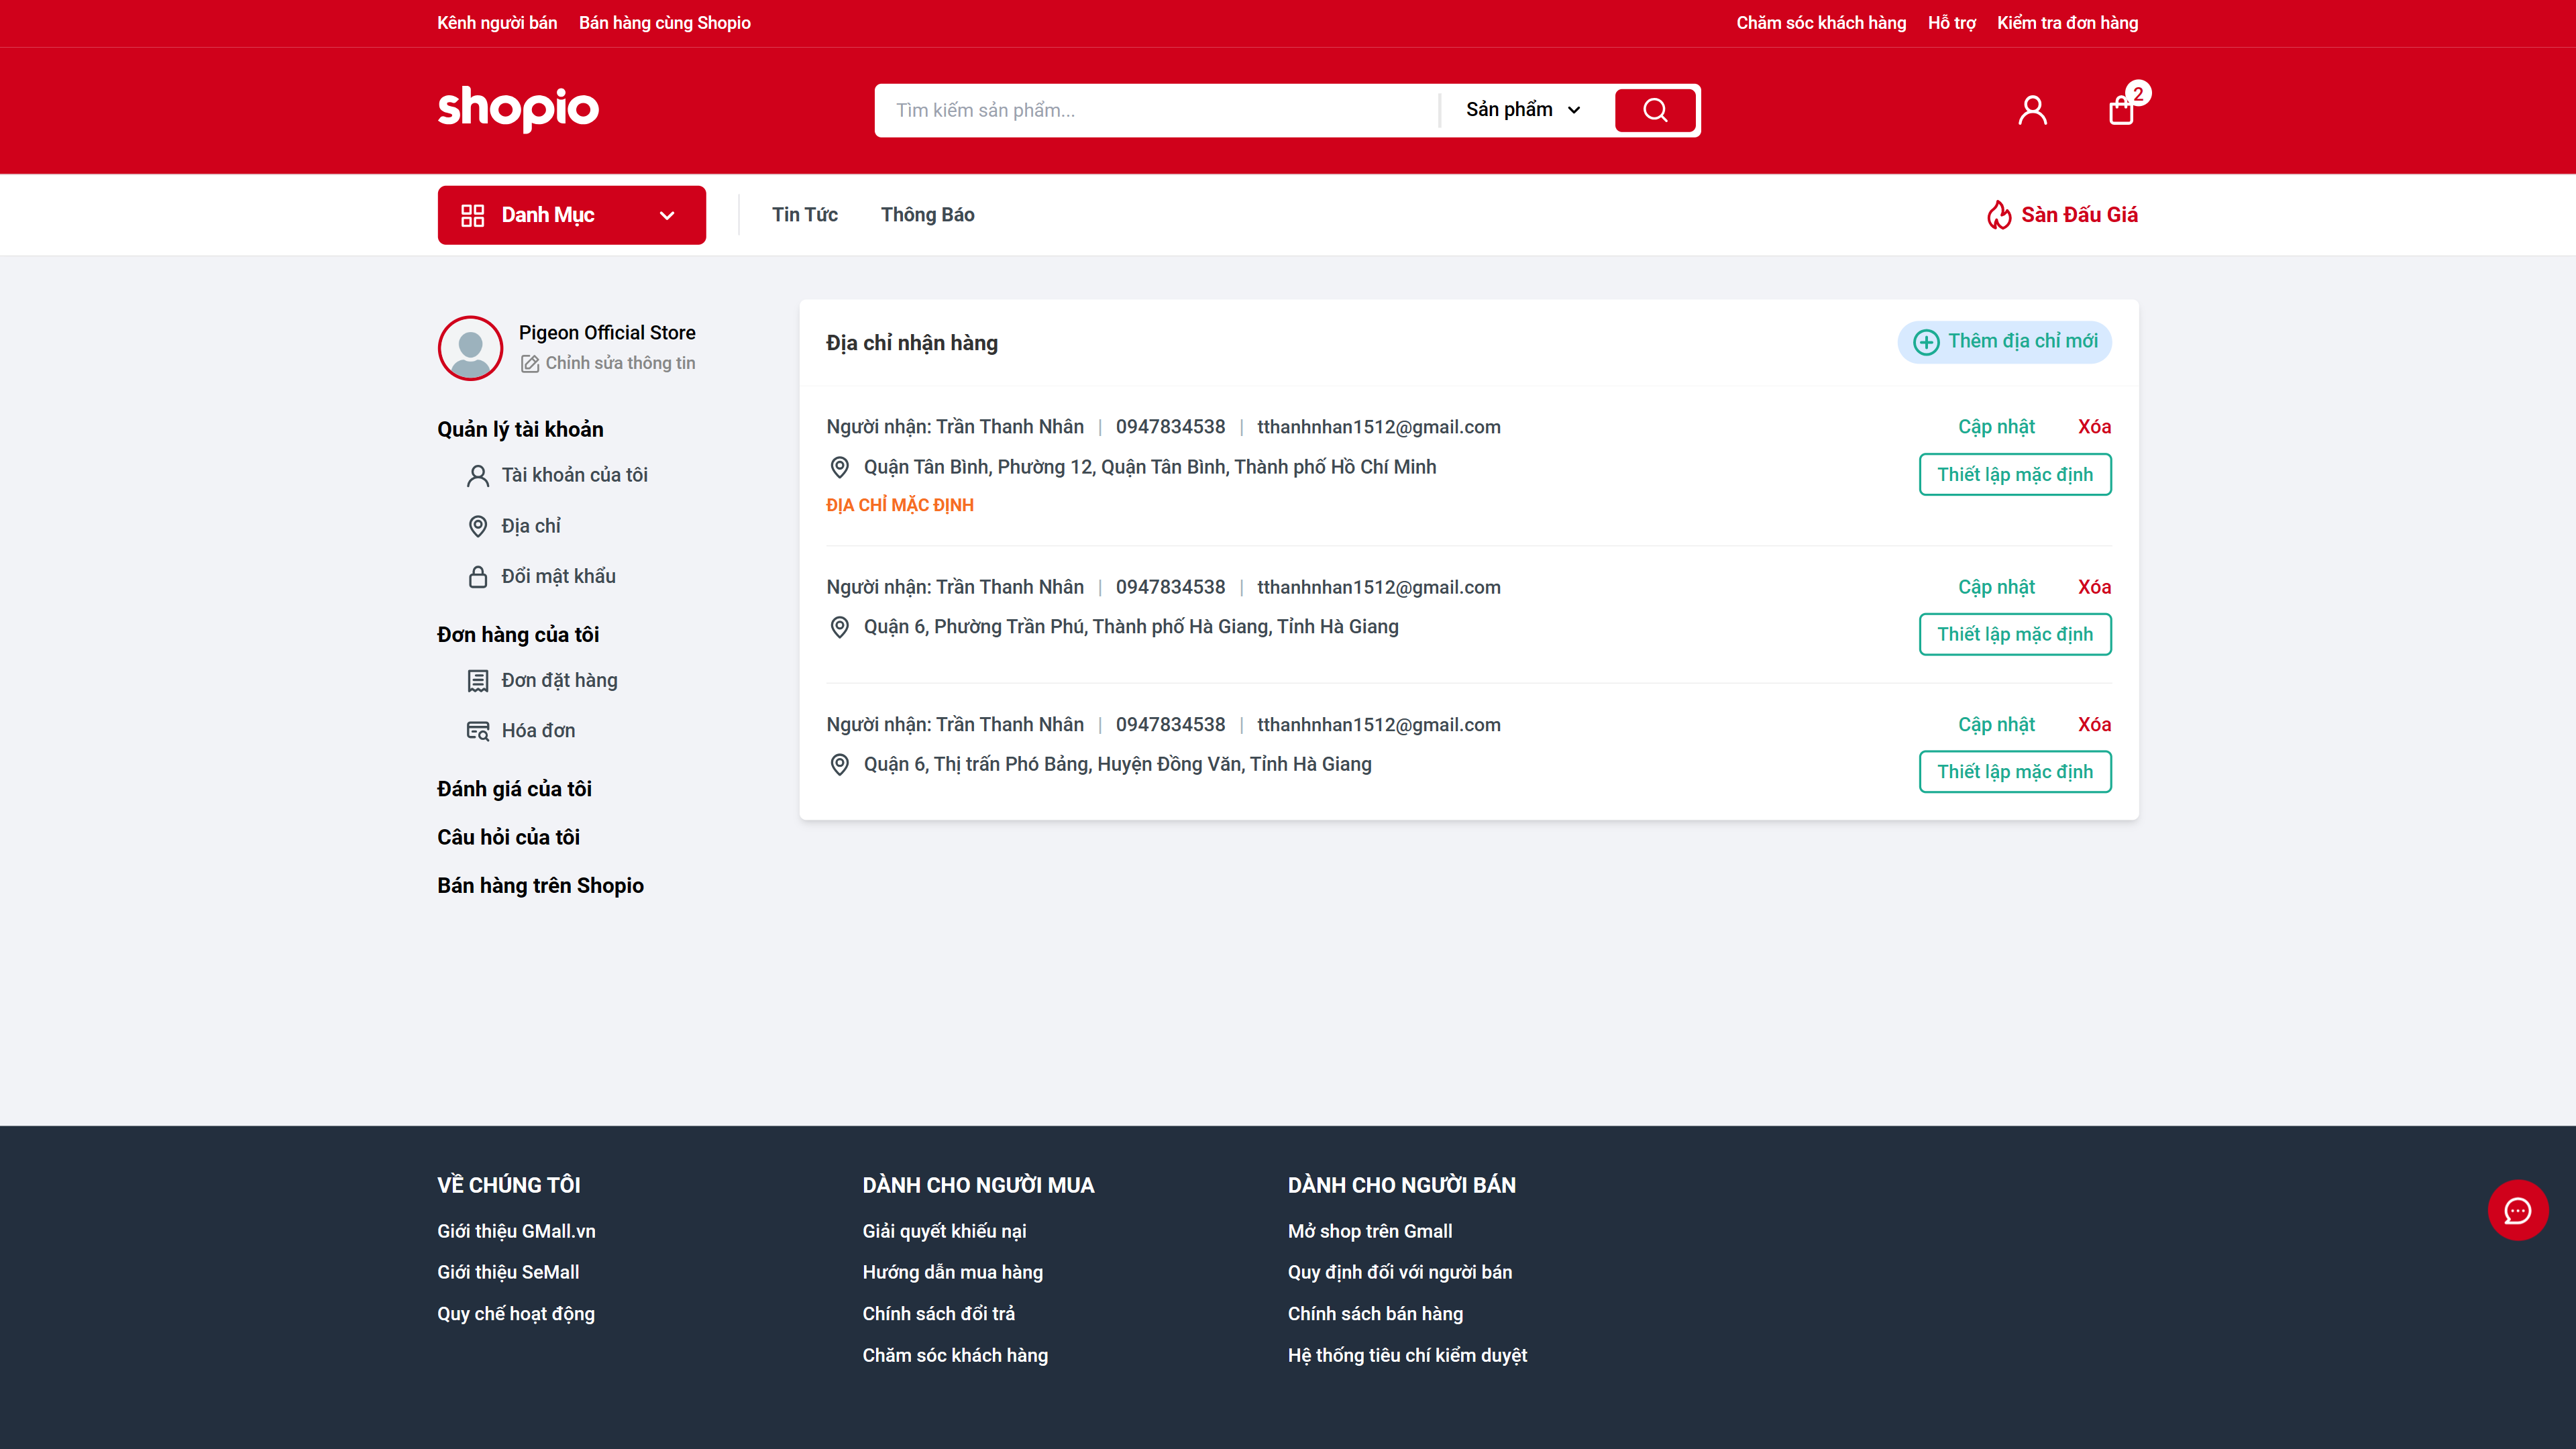 Kênh người bán Bán hàng cùng Shopio Chăm sóc khách hàng Hỗ trợ Kiểm tra đơn hàng
shopio Tìm kiếm sản phẩm... Sản phẩm 2
Danh Mục Tin Tức Thông Báo Sàn Đấu Giá
Pigeon Official Store
Chỉnh sửa thông tin
Quản lý tài khoản
Tài khoản của tôi
Địa chỉ
Đổi mật khẩu
Đơn hàng của tôi
Đơn đặt hàng
Hóa đơn
Đánh giá của tôi
Câu hỏi của tôi
Bán hàng trên Shopio
Địa chỉ nhận hàng Thêm địa chỉ mới
Người nhận: Trần Thanh Nhân | 0947834538 | tthanhnhan1512@gmail.com Cập nhật Xóa
Quận Tân Bình, Phường 12, Quận Tân Bình, Thành phố Hồ Chí Minh Thiết lập mặc định
ĐỊA CHỈ MẶC ĐỊNH
Người nhận: Trần Thanh Nhân | 0947834538 | tthanhnhan1512@gmail.com Cập nhật Xóa
Quận 6, Phường Trần Phú, Thành phố Hà Giang, Tỉnh Hà Giang Thiết lập mặc định
Người nhận: Trần Thanh Nhân | 0947834538 | tthanhnhan1512@gmail.com Cập nhật Xóa
Quận 6, Thị trấn Phó Bảng, Huyện Đồng Văn, Tỉnh Hà Giang Thiết lập mặc định
VỀ CHÚNG TÔI
Giới thiệu GMall.vn
Giới thiệu SeMall
Quy chế hoạt động
DÀNH CHO NGƯỜI MUA
Giải quyết khiếu nại
Hướng dẫn mua hàng
Chính sách đổi trả
Chăm sóc khách hàng
DÀNH CHO NGƯỜI BÁN
Mở shop trên Gmall
Quy định đối với người bán
Chính sách bán hàng
Hệ thống tiêu chí kiểm duyệt